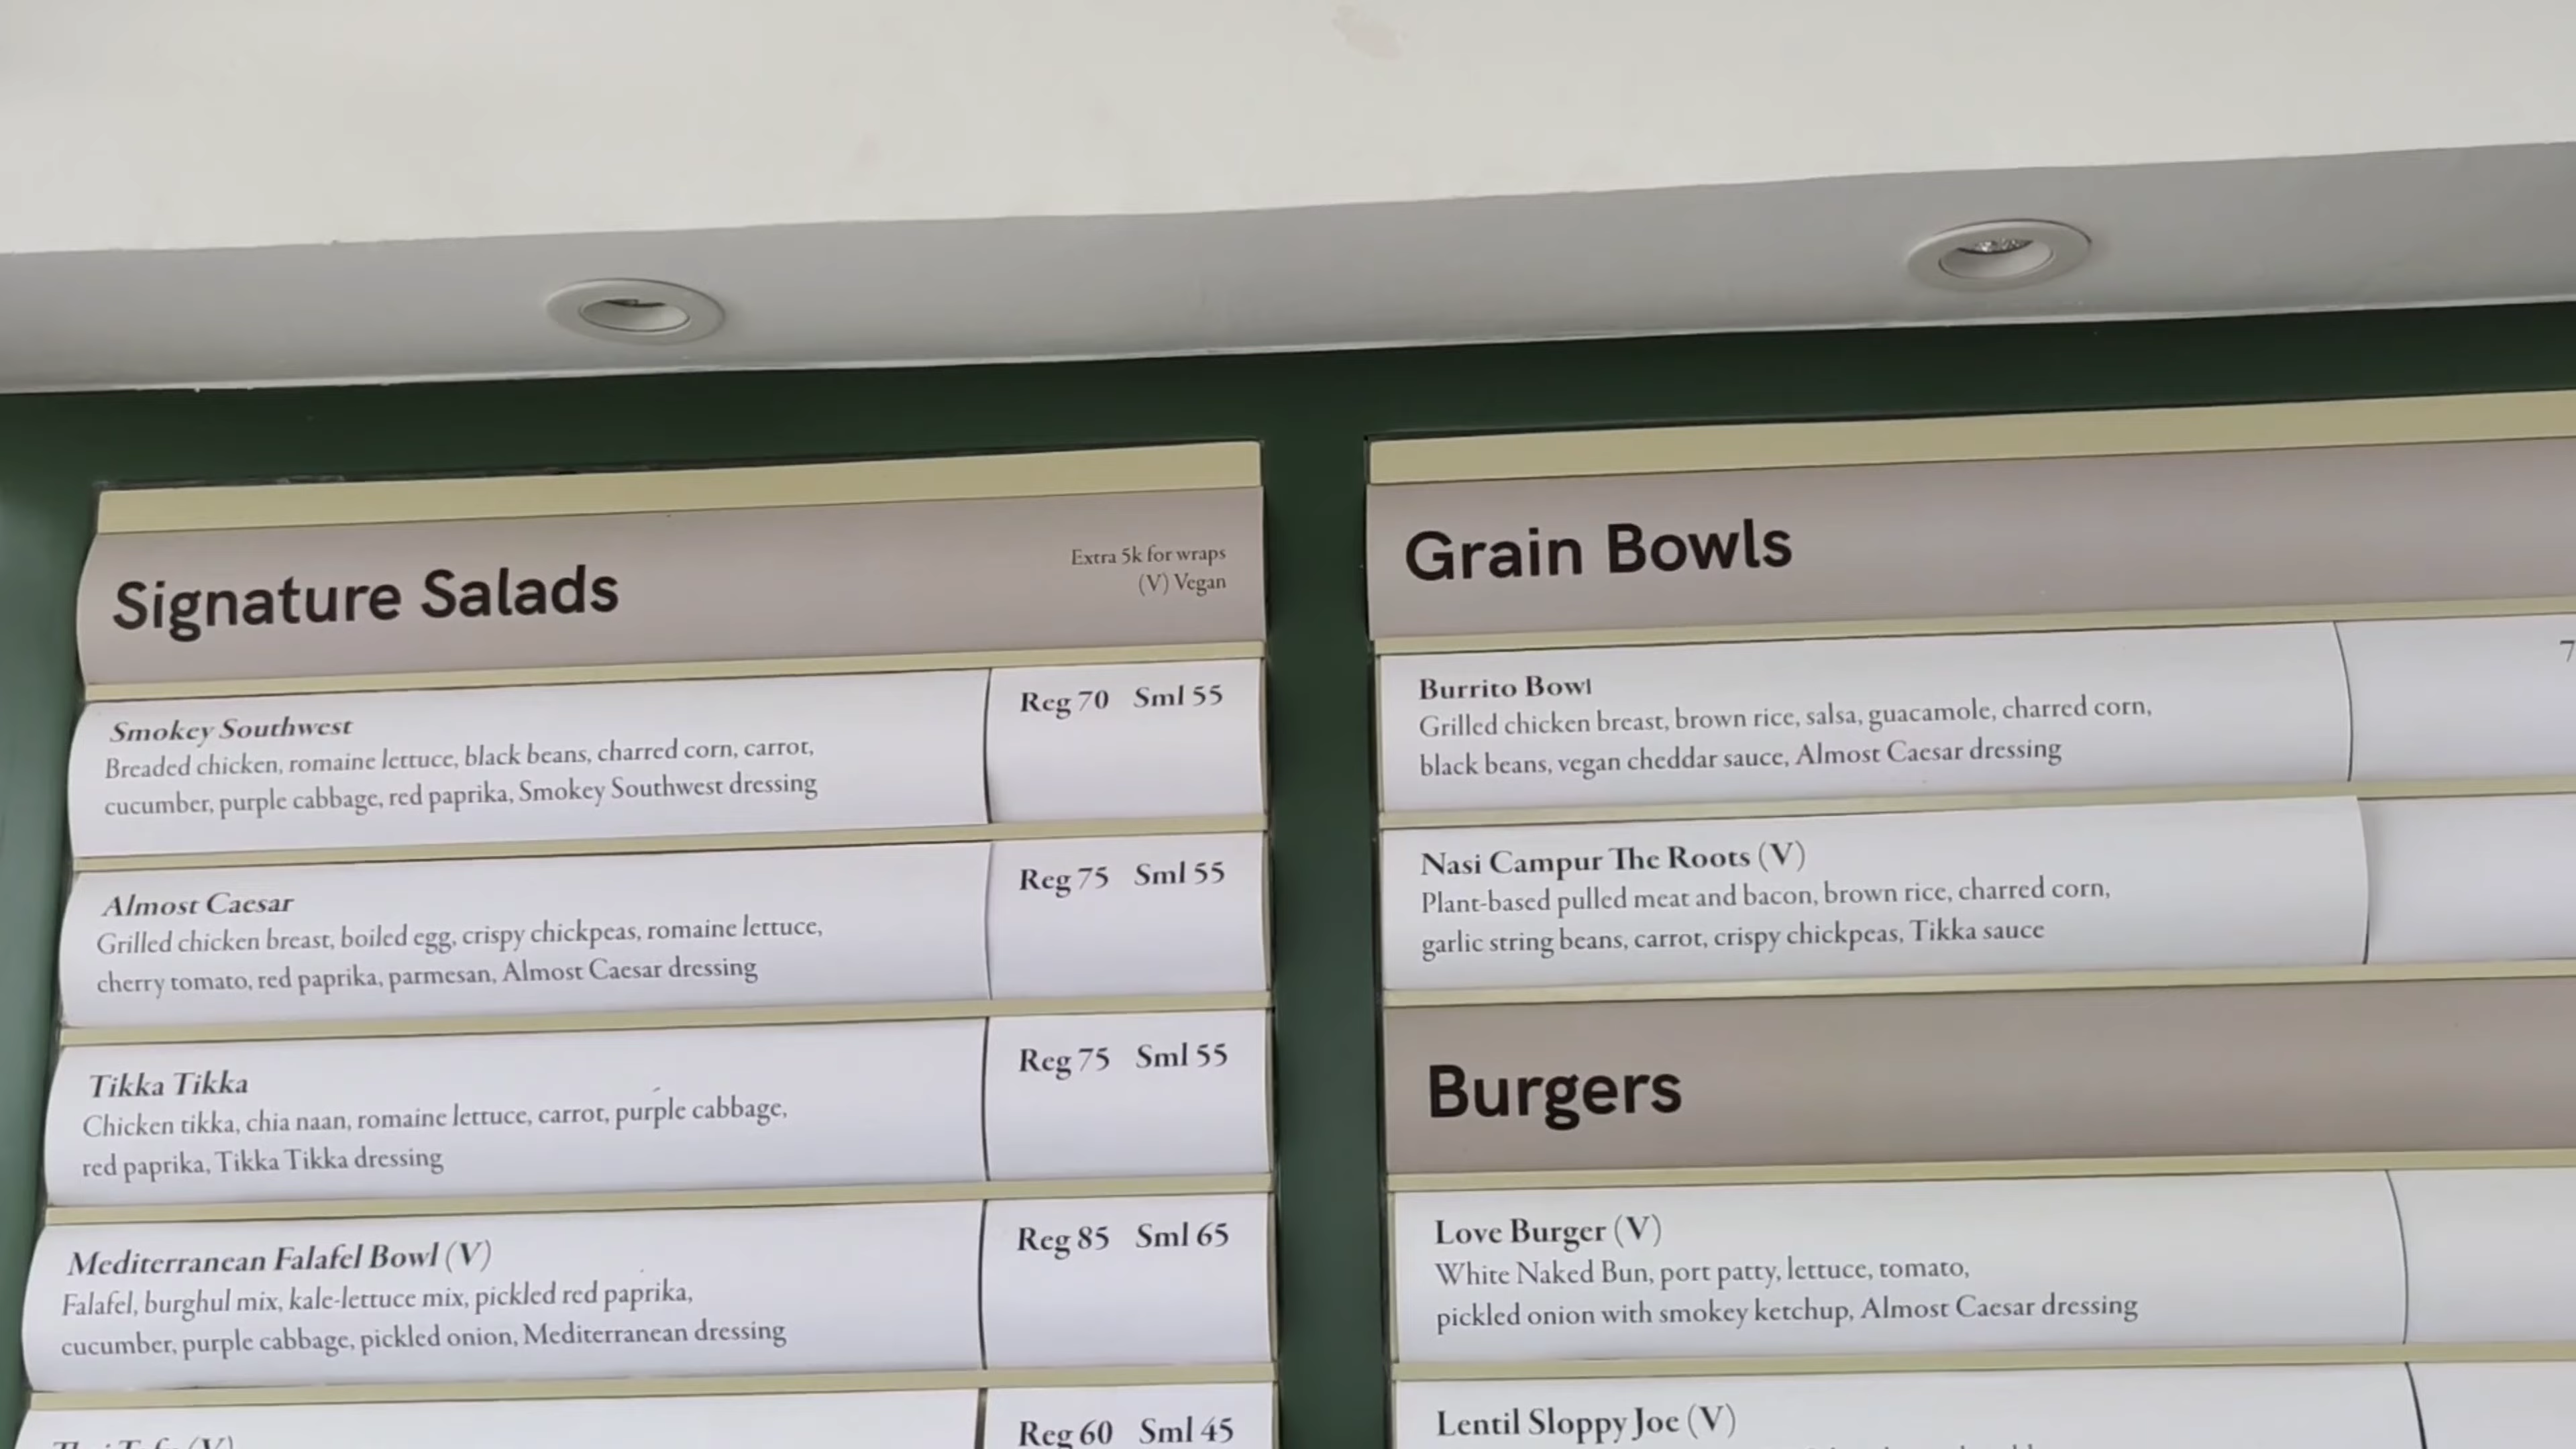 Signature Salads
Extra 5k for wraps
(V) Vegan
Smokey Southwest
Reg 70 Sml 55
Breaded chicken, romaine lettuce, black beans, charred corn, carrot,
cucumber, purple cabbage, red paprika, Smokey Southwest dressing
Almost Caesar
Reg 75 Sml 55
Grilled chicken breast, boiled egg, crispy chickpeas, romaine lettuce,
cherry tomato, red paprika, parmesan, Almost Caesar dressing
Tikka Tikka
Reg 75 Sml 55
Chicken tikka, chia naan, romaine lettuce, carrot, purple cabbage,
red paprika, Tikka Tikka dressing
Mediterranean Falafel Bowl (V)
Reg 85 Sml 65
Falafel, burghul mix, kale-lettuce mix, pickled red paprika,
cucumber, purple cabbage, pickled onion, Mediterranean dressing
(V)
Reg 60 Sml 45
Grain Bowls
Burrito Bowl
7
Grilled chicken breast, brown rice, salsa, guacamole, charred corn,
black beans, vegan cheddar sauce, Almost Caesar dressing
Nasi Campur The Roots (V)
Plant-based pulled meat and bacon, brown rice, charred corn,
garlic string beans, carrot, crispy chickpeas, Tikka sauce
Burgers
Love Burger (V)
White Naked Bun, port patty, lettuce, tomato,
pickled onion with smokey ketchup, Almost Caesar dressing
Lentil Sloppy Joe (V)